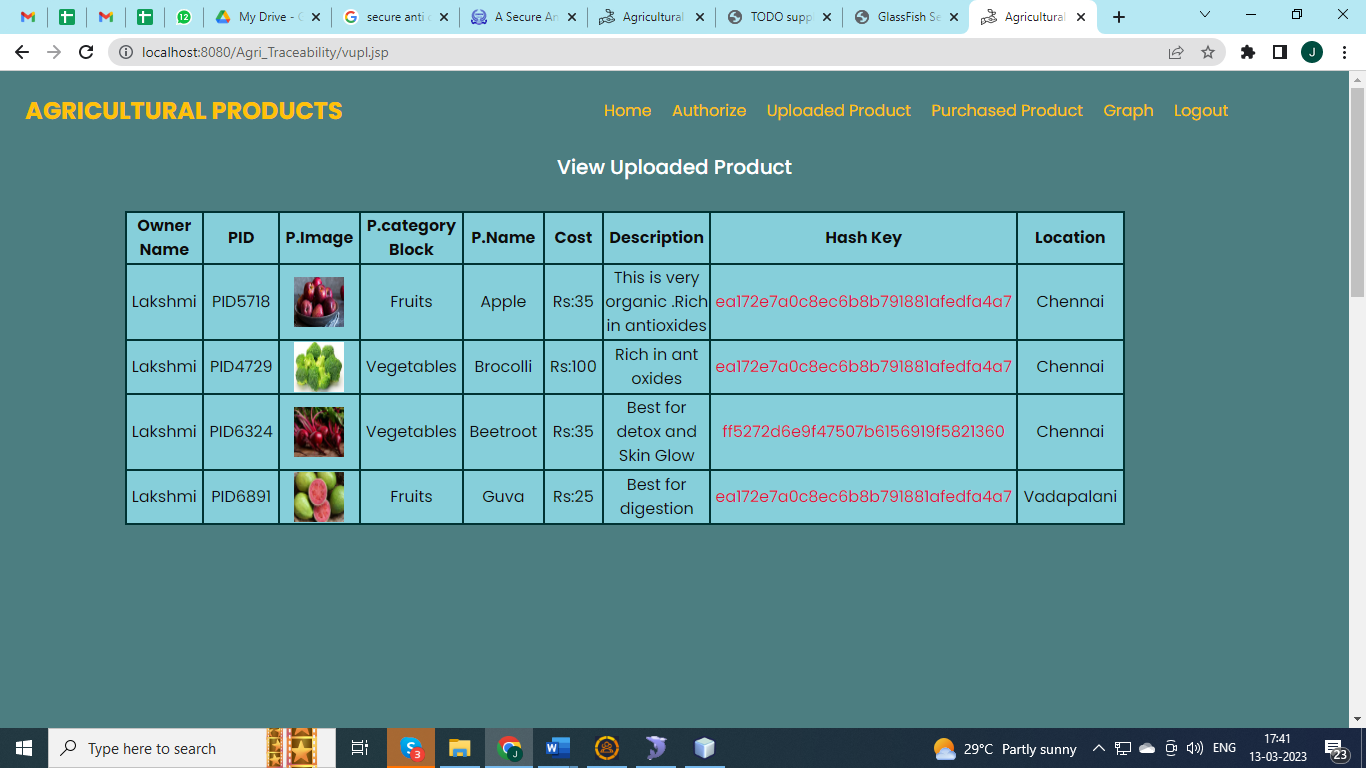 My Drive - G
secure anti c
A Secure An
Agricultural
TODO supp
GlassFish Se
Agricultural
localhost:8080/Agri_Traceability/vupl.jsp
J
AGRICULTURAL PRODUCTS
Home Authorize Uploaded Product Purchased Product Graph Logout
View Uploaded Product
Owner Name PID P.Image P.category Block P.Name Cost Description Hash Key Location
Lakshmi PID5718 Fruits Apple Rs:35 This is very organic .Rich in antioxides ea172e7a0c8ec6b8b791881afedfa4a7 Chennai
Lakshmi PID4729 Vegetables Brocolli Rs:100 Rich in ant oxides ea172e7a0c8ec6b8b791881afedfa4a7 Chennai
Lakshmi PID6324 Vegetables Beetroot Rs:35 Best for detox and Skin Glow ff5272d6e9f47507b6156919f5821360 Chennai
Lakshmi PID6891 Fruits Guva Rs:25 Best for digestion ea172e7a0c8ec6b8b791881afedfa4a7 Vadapalani
Type here to search
3
29°C Partly sunny
ENG
17:41
13-03-2023
23